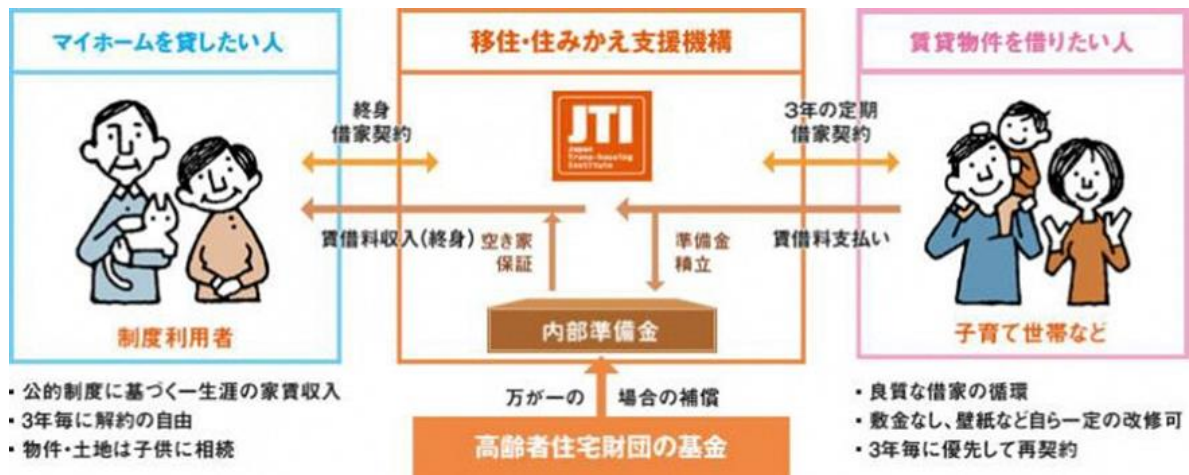 マイホームを貸したい人
移住・住みかえ支援機構
賃貸物件を借りたい人
終身
借家契約
JTI
Japan
Trans-housing
Institute
3年の定期
借家契約
賃借料収入(終身)
空き家
保証
準備金
積立
賃借料支払い
制度利用者
内部準備金
子育て世帯など
・公的制度に基づく一生涯の家賃収入
・3年毎に解約の自由
・物件・土地は子供に相続
万が一の 場合の補償
高齢者住宅財団の基金
・良質な借家の循環
・敷金なし、壁紙など自ら一定の改修可
・3年毎に優先して再契約